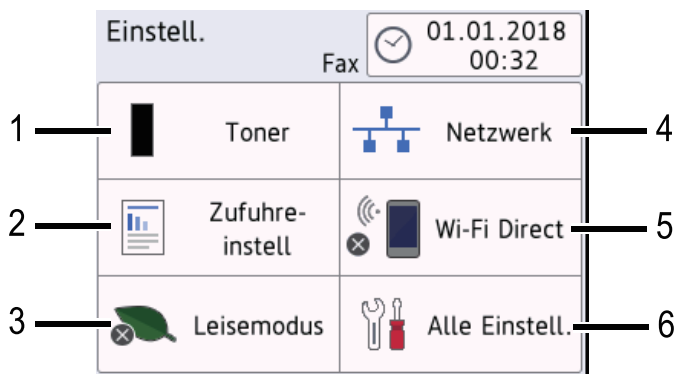 Einstell.
Fax
01.01.2018
00:32
1
Toner
Netzwerk
4
2
Zufuhre-
instell
Wi-Fi Direct
5
3
Leisemodus
Alle Einstell.
6